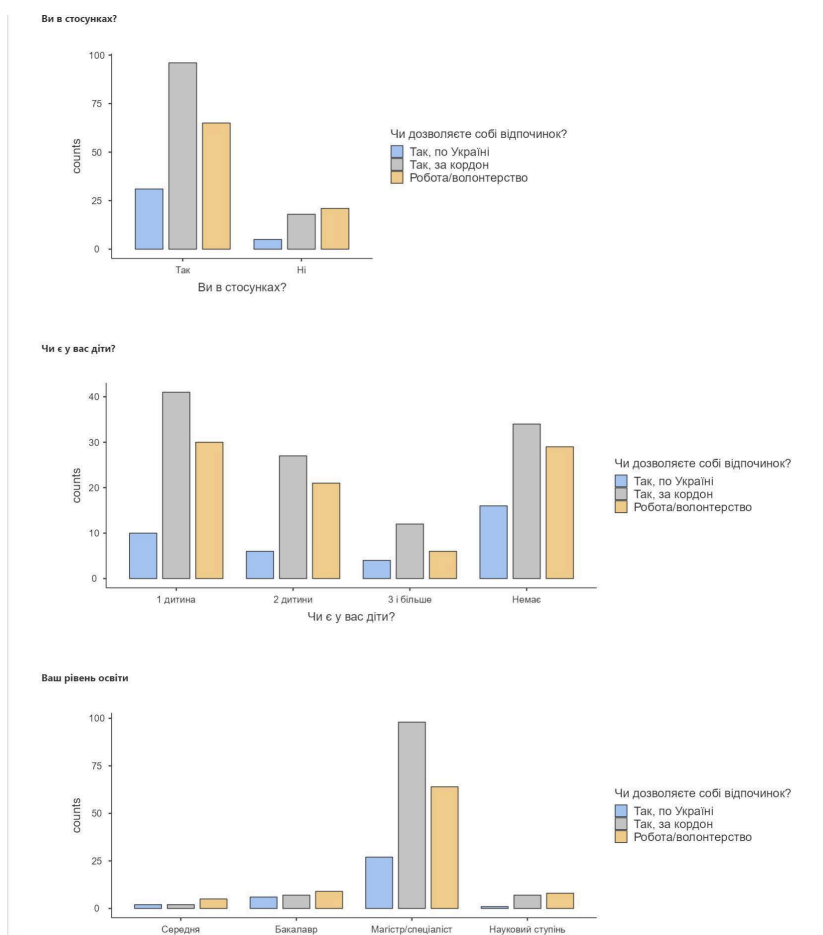 Ви в стосунках?
100
75
50
25
0
counts
Так
Ні
Ви в стосунках?
Чи дозволяєте собі відпочинок?
Так, по Україні
Так, за кордон
Робота/волонтерство
Чи є у вас діти?
40
30
20
10
0
counts
1 дитина
2 дитини
3 і більше
Немає
Чи є у вас діти?
Чи дозволяєте собі відпочинок?
Так, по Україні
Так, за кордон
Робота/волонтерство
Ваш рівень освіти
100
75
50
25
0
counts
Середня
Бакалавр
Магістр/спеціаліст
Науковий ступінь
Чи дозволяєте собі відпочинок?
Так, по Україні
Так, за кордон
Робота/волонтерство